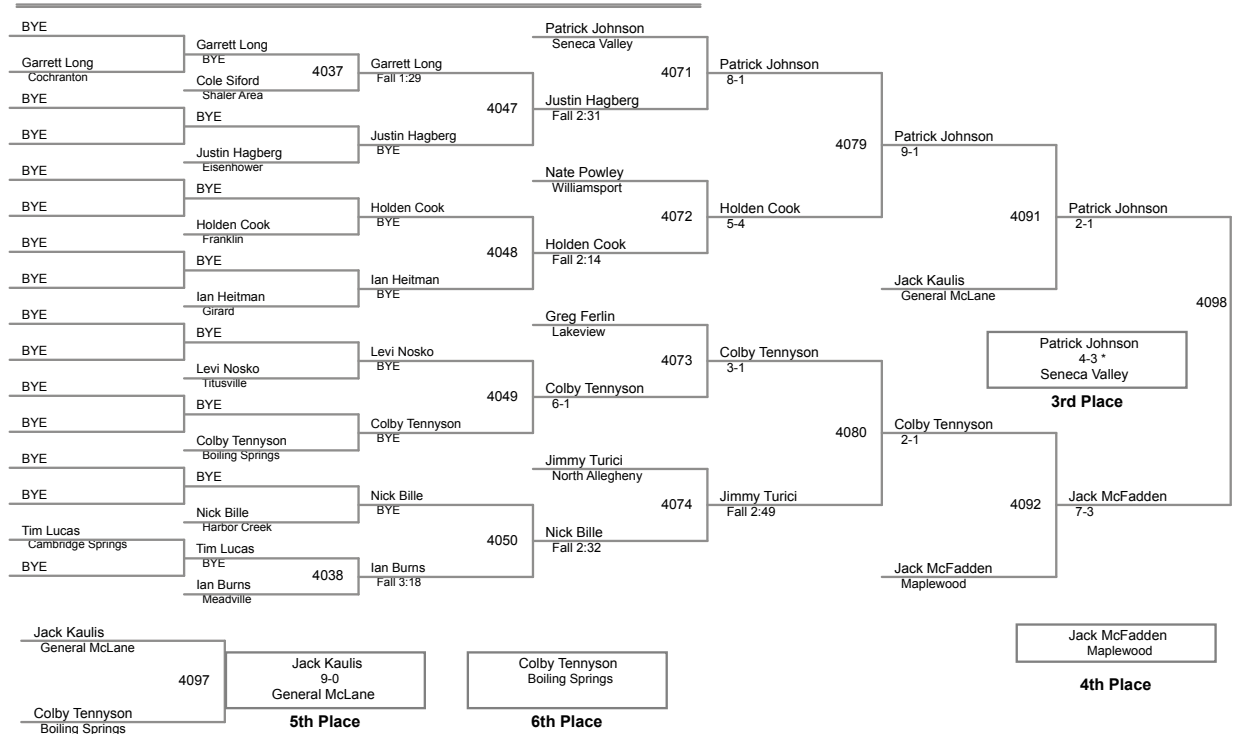 BYE
Garrett Long
Cochranton
BYE
BYE
BYE
BYE
BYE
BYE
BYE
BYE
BYE
BYE
BYE
BYE
Tim Lucas
Cambridge Springs
BYE
Garrett Long
BYE
4037
Cole Siford
Shaler Area
BYE
Justin Hagberg
Eisenhower
BYE
Holden Cook
Franklin
BYE
Ian Heitman
Girard
BYE
Levi Nosko
Titusville
BYE
Colby Tennyson
Boiling Springs
BYE
Nick Bille
Harbor Creek
Tim Lucas
BYE
4038
Ian Burns
Meadville
Garrett Long
Fall 1:29
4047
Justin Hagberg
BYE
Holden Cook
BYE
4048
Ian Heitman
BYE
Levi Nosko
BYE
4049
Colby Tennyson
BYE
Nick Bille
BYE
4050
Ian Burns
Fall 3:18
Patrick Johnson
Seneca Valley
4071
Justin Hagberg
Fall 2:31
Nate Powley
Williamsport
4072
Holden Cook
Fall 2:14
Greg Ferlin
Lakeview
4073
Colby Tennyson
6-1
Jimmy Turici
North Allegheny
4074
Nick Bille
Fall 2:32
Patrick Johnson
8-1
4079
Holden Cook
5-4
Colby Tennyson
3-1
4080
Jimmy Turici
Fall 2:49
Patrick Johnson
9-1
4091
Jack Kaulis
General McLane
Colby Tennyson
2-1
4092
Jack McFadden
Maplewood
Patrick Johnson
2-1
4098
Jack McFadden
7-3
Patrick Johnson
4-3 *
Seneca Valley
3rd Place
Jack McFadden
Maplewood
4th Place
Jack Kaulis
General McLane
4097
Colby Tennyson
Boiling Springs
Jack Kaulis
9-0
General McLane
5th Place
Colby Tennyson
Boiling Springs
6th Place